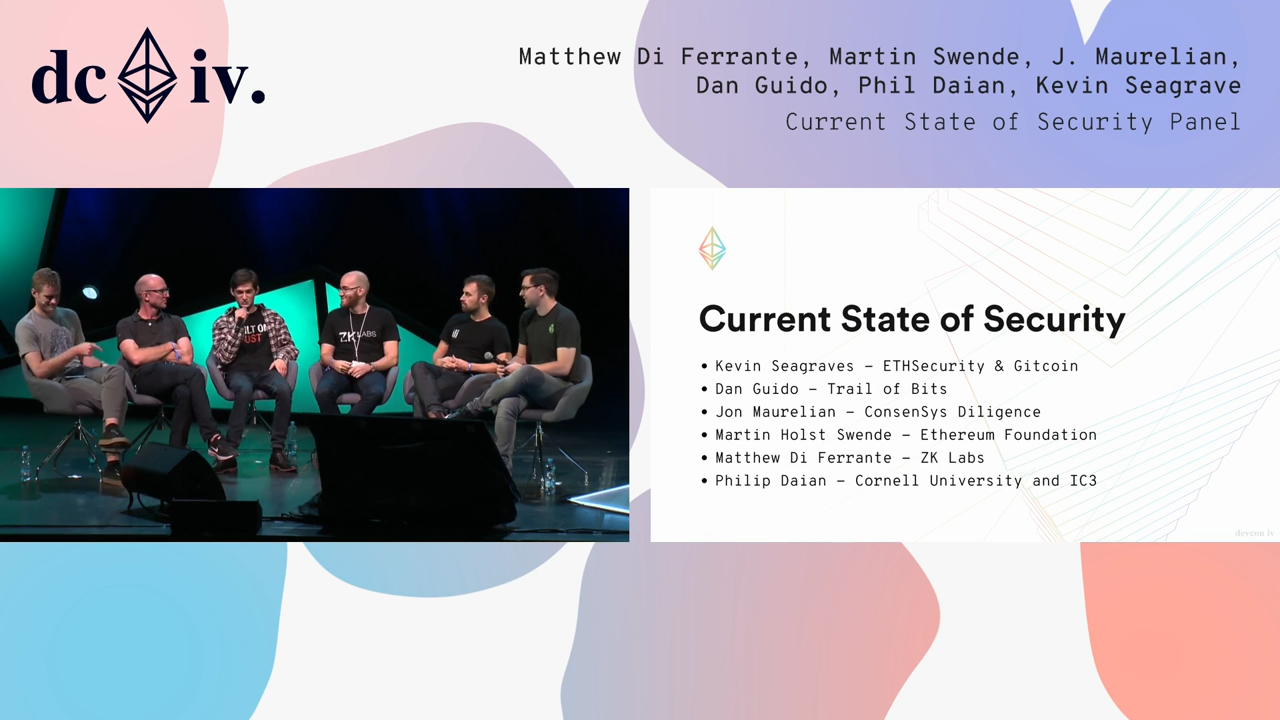 dc iv.
Matthew Di Ferrante, Martin Swende, J. Maurelian,
Dan Guido, Phil Daian, Kevin Seagrave
Current State of Security Panel
ZK LABS
Current State of Security
• Kevin Seagraves – ETHSecurity & Gitcoin
• Dan Guido – Trail of Bits
• Jon Maurelian – ConsenSys Diligence
• Martin Holst Swende – Ethereum Foundation
• Matthew Di Ferrante – ZK Labs
• Philip Daian – Cornell University and IC3
devcon iv